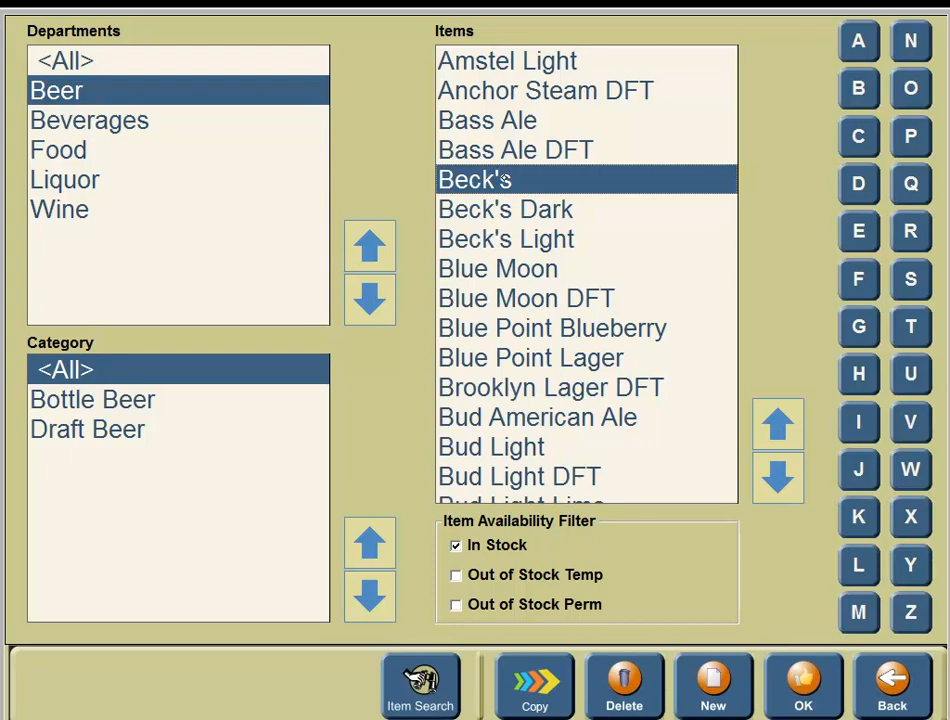 Departments
<All>
Beer
Beverages
Food
Liquor
Wine
Category
<All>
Bottle Beer
Draft Beer
Items
Amstel Light
Anchor Steam DFT
Bass Ale
Bass Ale DFT
Beck's
Beck's Dark
Beck's Light
Blue Moon
Blue Moon DFT
Blue Point Blueberry
Blue Point Lager
Brooklyn Lager DFT
Bud American Ale
Bud Light
Bud Light DFT
Bud Light Lime
Item Availability Filter
In Stock
Out of Stock Temp
Out of Stock Perm
A N
B O
C P
D Q
E R
F S
G T
H U
I V
J W
K X
L Y
M Z
Item Search
Copy
Delete
New
OK
Back